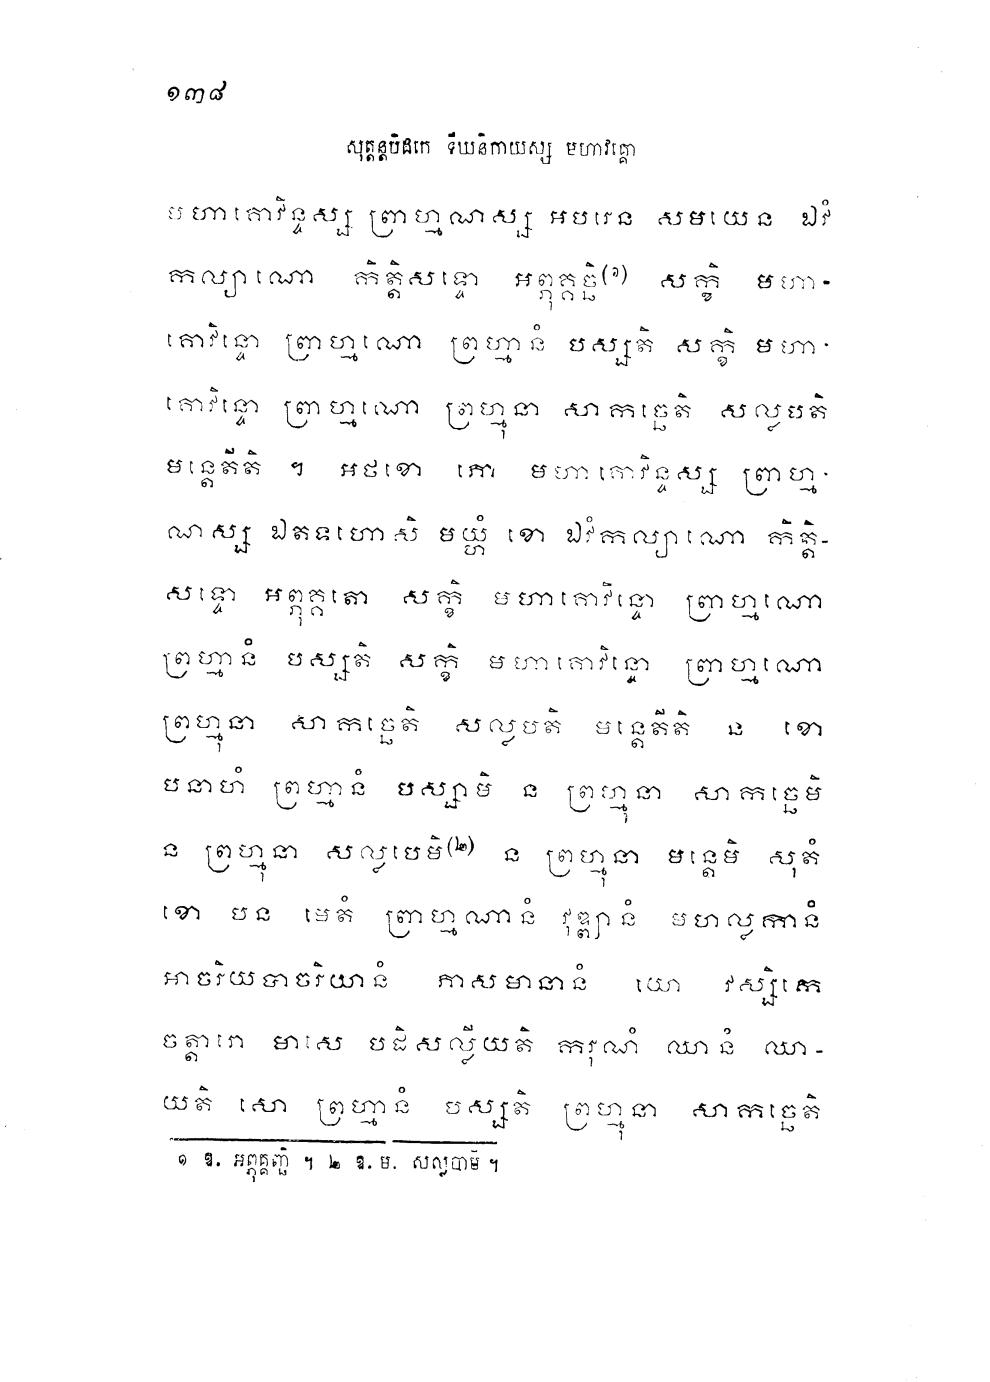 ១៣៨
សុត្តន្តបិដកេ ទីឃនិកាយស្ស មហាវគ្គោ
មហាគោវិន្ទស្ស ព្រាហ្មណស្ស អបរេន សមយេន ឯវំ
កល្យាណោ កិត្តិសទ្ទោ អព្ភុគ្គច្ឆិ(១) សក្ខិ មហា-
គោវិន្ទោ ព្រាហ្មណោ ព្រហ្មានំ បស្សតិ សក្ខិ មហា-
គោវិន្ទោ ព្រាហ្មណោ ព្រហ្មុនា សាកច្ឆេតិ សល្លបតិ
មន្តេតីតិ ។ អថខោ ភោ មហាគោវិន្ទស្ស ព្រាហ្ម-
ណស្ស ឯតទហោសិ មយ្ហំ ខោ ឯវំកល្យាណោ កិត្តិ-
សទ្ទោ អព្ភុគ្គតោ សក្ខិ មហាគោវិន្ទោ ព្រាហ្មណោ
ព្រហ្មានំ បស្សតិ សក្ខិ មហាគោវិន្ទោ ព្រាហ្មណោ
ព្រហ្មុនា សាកច្ឆេតិ សល្លបតិ មន្តេតីតិ ន ខោ
បនាហំ ព្រហ្មានំ បស្សាមិ ន ព្រហ្មុនា សាកច្ឆេមិ
ន ព្រហ្មុនា សល្លបេមិ(២) ន ព្រហ្មុនា មន្តេមិ សុតំ
ខោ បន មេតំ ព្រាហ្មណានំ វុឌ្ឍានំ មហល្លកានំ
អាចរិយបាចរិយានំ ភាសមានានំ យោ វស្សិកេ
ចត្តារោ មាសេ បដិសល្លីយតិ ករុណំ ឈានំ ឈា-
យតិ សោ ព្រហ្មានំ បស្សតិ ព្រហ្មុនា សាកច្ឆេតិ
១ ឱ. អព្ភុគ្គញ្ឆិ ។ ២ ឱ. ម. សល្លបាមិ ។